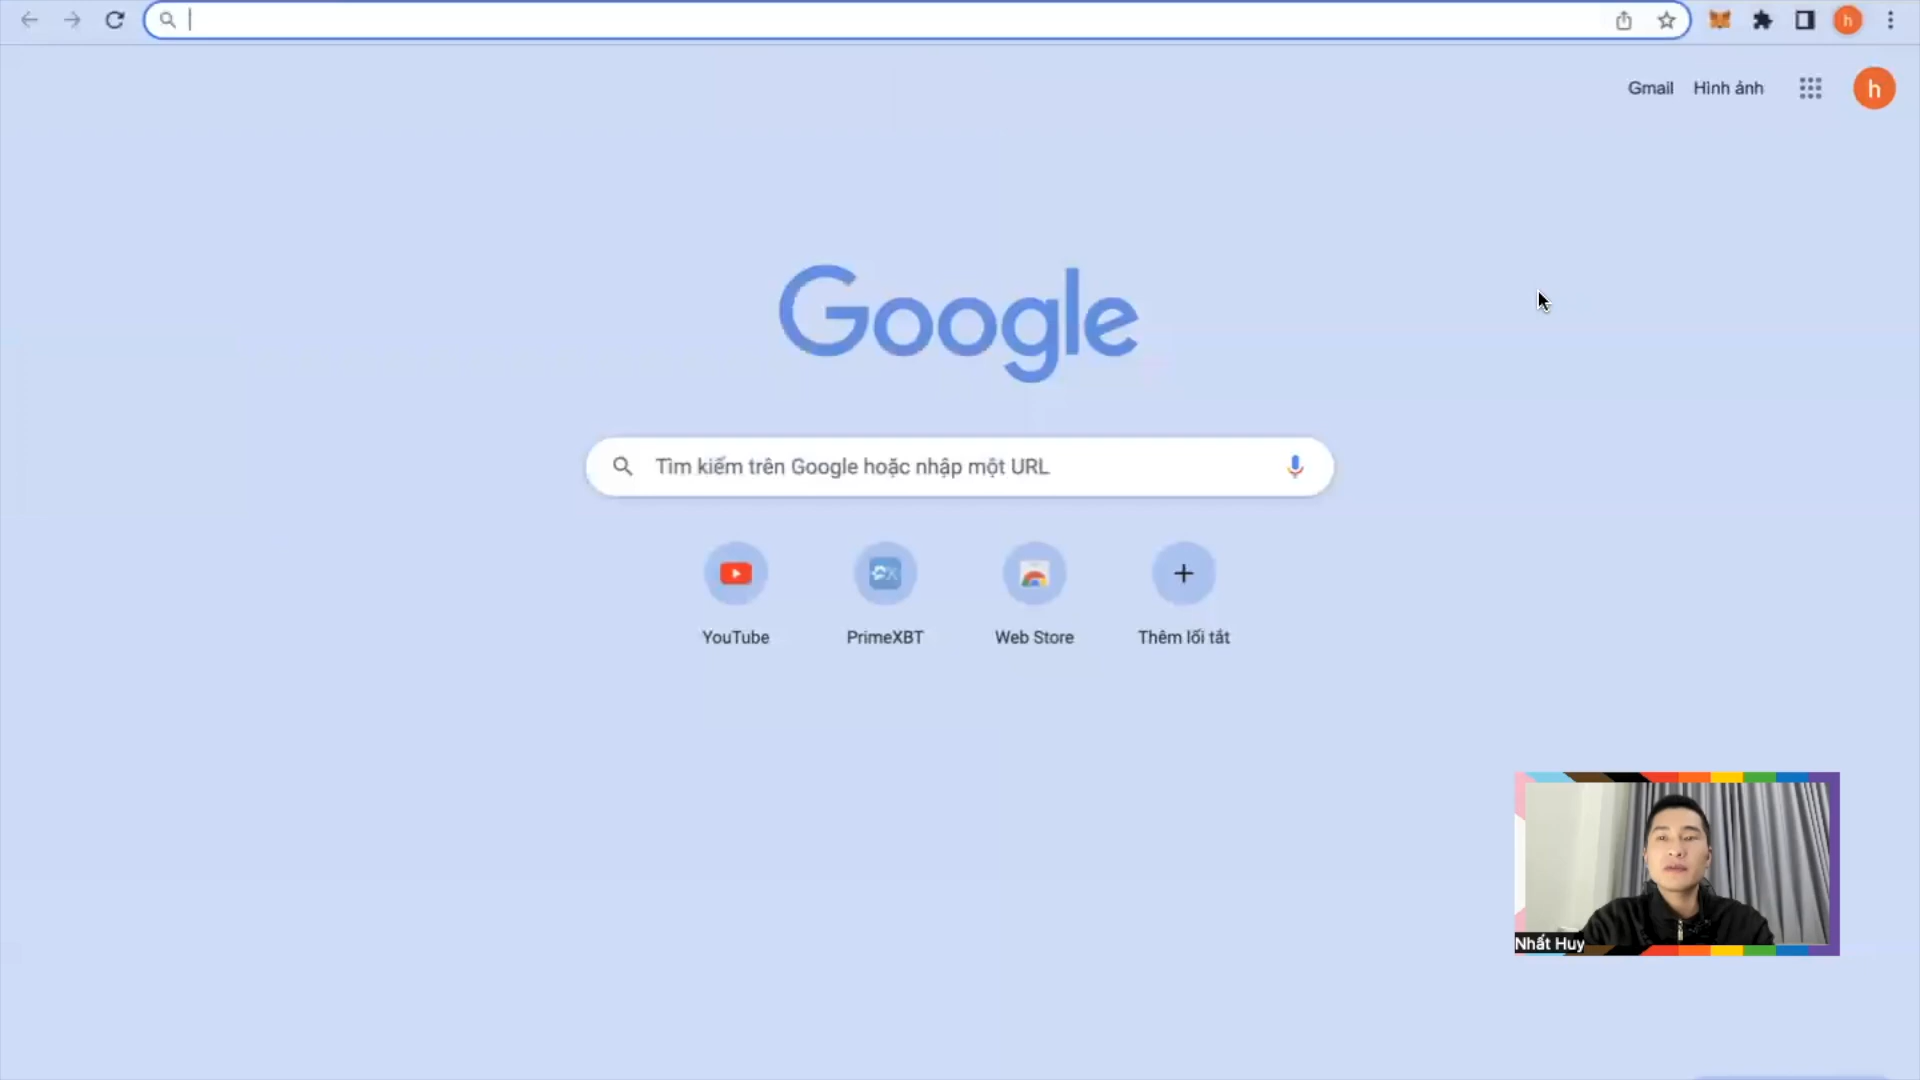 h
Gmail
Hình ảnh
h
Google
Tìm kiếm trên Google hoặc nhập một URL
YouTube
PrimeXBT
Web Store
Thêm lối tắt
Nhất Huy